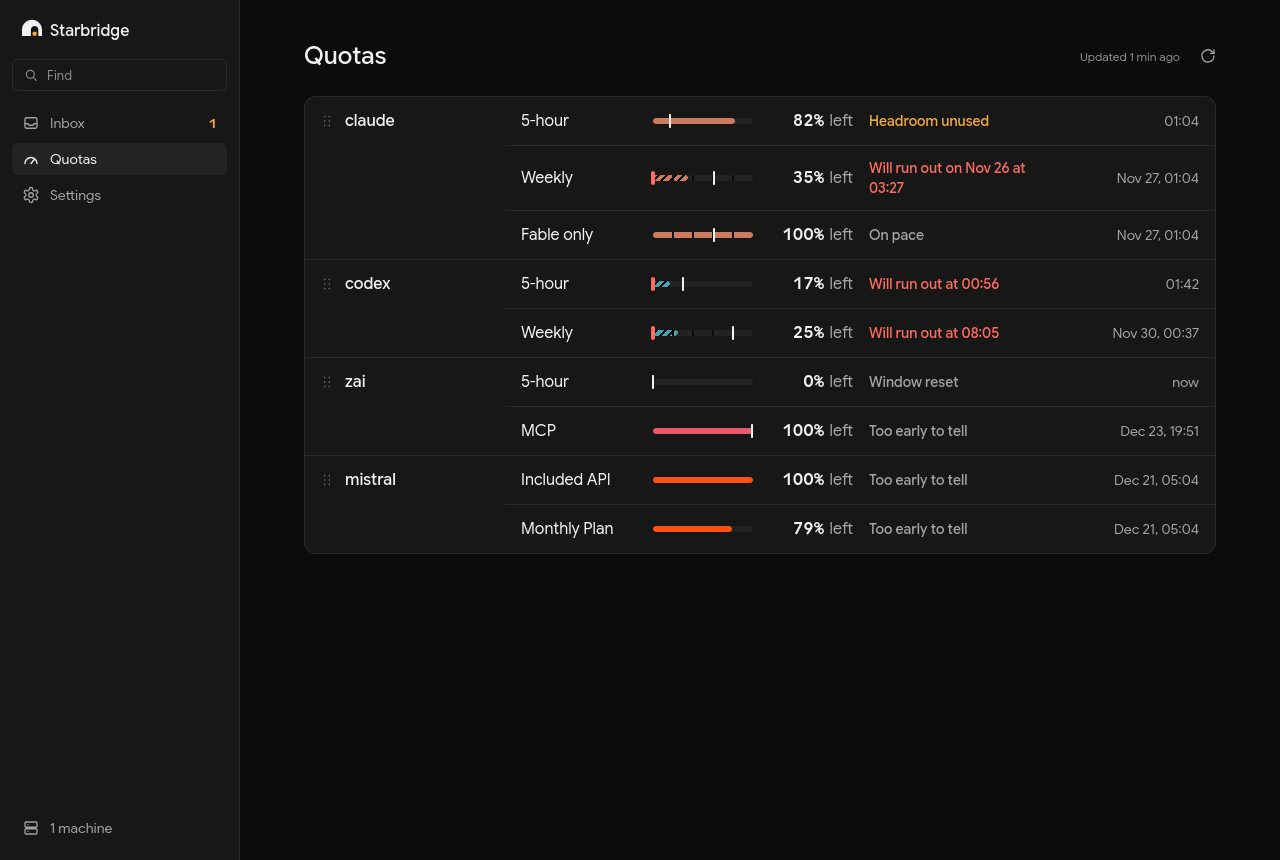 Starbridge
Find
Inbox 1
Quotas
Settings
1 machine
Quotas
Updated 1 min ago
claude 5-hour 82% left Headroom unused 01:04
Weekly 35% left Will run out on Nov 26 at
03:27 Nov 27, 01:04
Fable only 100% left On pace Nov 27, 01:04
codex 5-hour 17% left Will run out at 00:56 01:42
Weekly 25% left Will run out at 08:05 Nov 30, 00:37
zai 5-hour 0% left Window reset now
MCP 100% left Too early to tell Dec 23, 19:51
mistral Included API 100% left Too early to tell Dec 21, 05:04
Monthly Plan 79% left Too early to tell Dec 21, 05:04